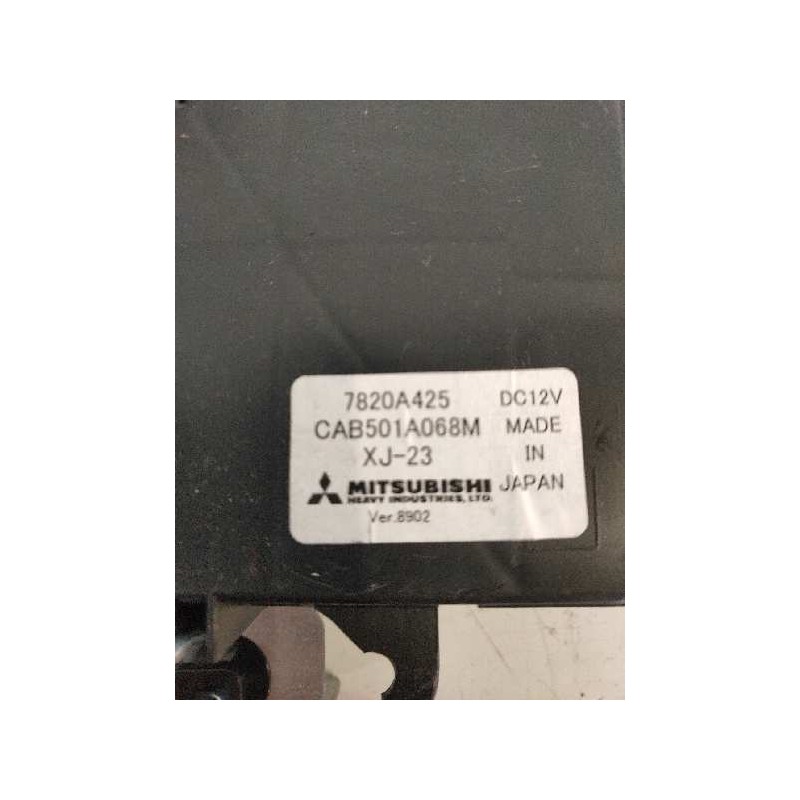 7820A425 DC12V
CAB501A068M MADE
XJ-23 IN
MITSUBISHI JAPAN
HEAVY INDUSTRIES, LTD.
Ver.8902